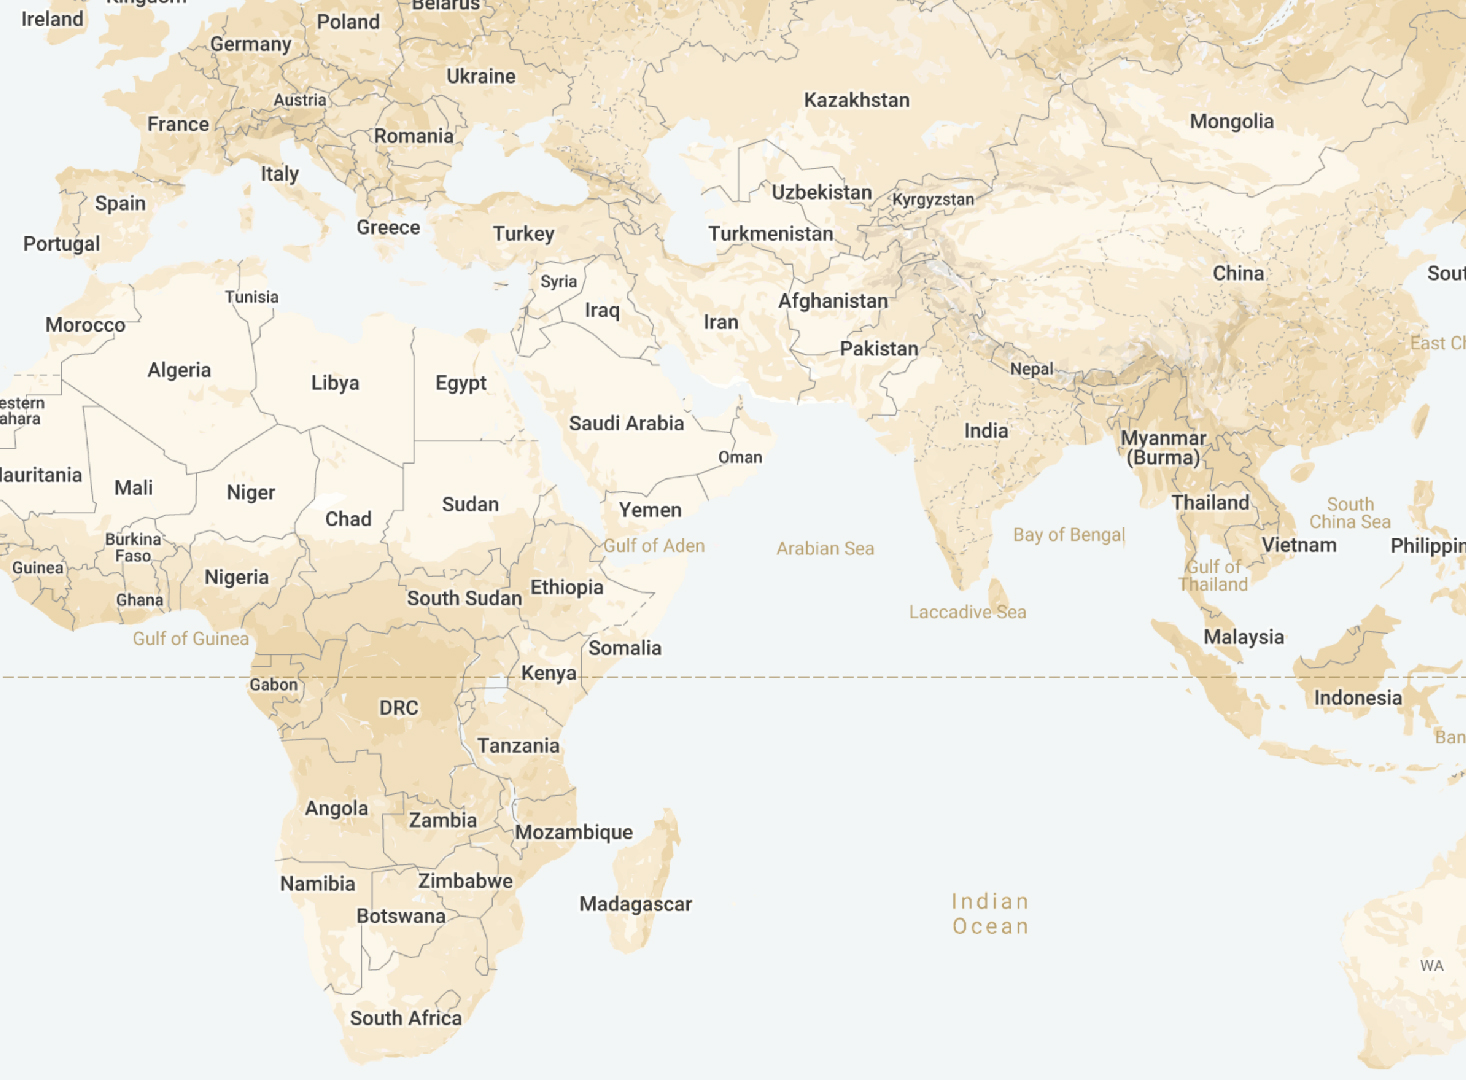 Kingdom
Belarus
Ireland
Poland
Germany
Ukraine
Austria
Kazakhstan
France
Romania
Mongolia
Italy
Uzbekistan
Kyrgyzstan
Spain
Greece
Turkey
Turkmenistan
Portugal
China
Sout
Syria
Tunisia
Afghanistan
Iraq
Morocco
Iran
Pakistan
East Ch
Algeria
Nepal
Libya
Egypt
estern
ahara
Saudi Arabia
India
Myanmar
(Burma)
Oman
auritania
Mali
Niger
Sudan
Thailand
South
China Sea
Yemen
Chad
Burkina
Faso
Gulf of Aden
Arabian Sea
Bay of Bengal
Vietnam
Philippin
Guinea
Nigeria
Ethiopia
Gulf of
Thailand
Ghana
South Sudan
Laccadive Sea
Gulf of Guinea
Malaysia
Somalia
Kenya
Gabon
Indonesia
DRC
Ban
Tanzania
Angola
Zambia
Mozambique
Namibia
Zimbabwe
Madagascar
Botswana
Indian
Ocean
WA
South Africa